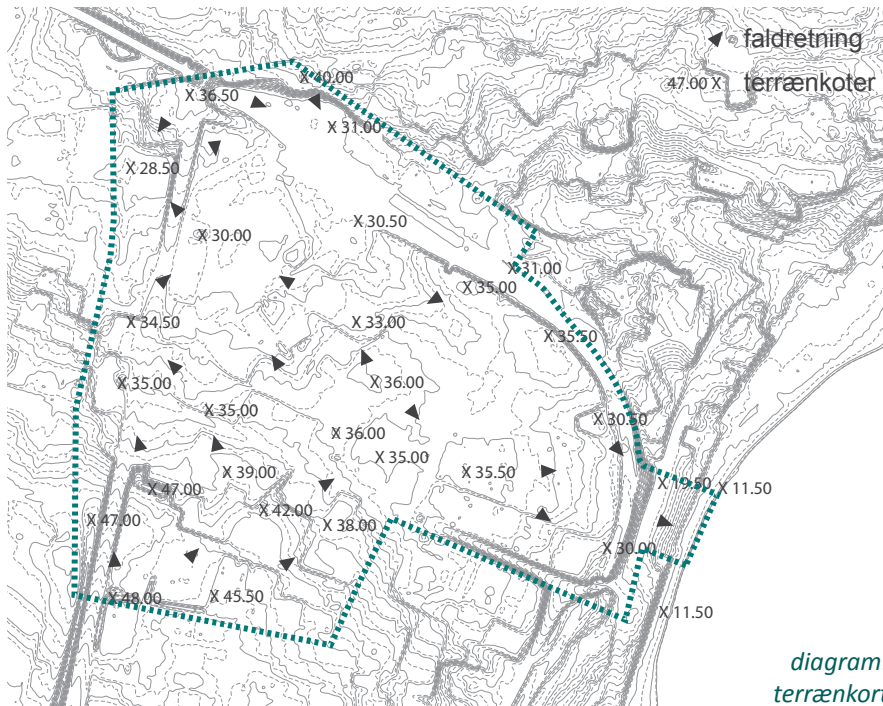 faldretning
X 40.00
47.00 X terrænkoter
X 36.50
X 31.00
X 28.50
X 30.50
X 30.00
X 31.00
X 35.00
X 34.50
X 33.00
X 35.50
X 35.00
X 36.00
X 35.00
X 30.50
X 36.00
X 35.00
X 39.00
X 35.50
X 47.00
X 19.50
X 11.50
X 42.00
X 47.00
X 38.00
X 30.00
X 48.00
X 45.50
X 11.50
diagram
terrænkort